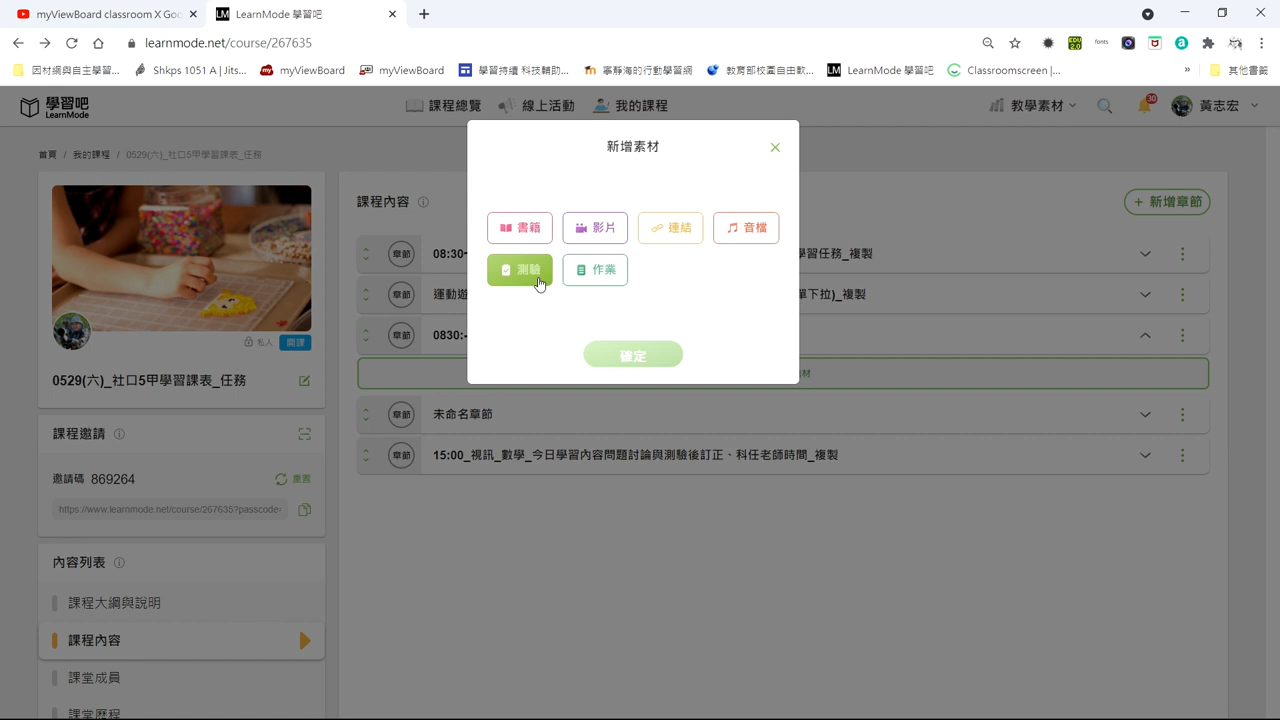 myViewBoard classroom X Goo
LearnMode 學習吧
learnmode.net/course/267635
因材網與自主學習...
Shkps 1051 A | Jits...
myViewBoard
myViewBoard
學習持續 科技輔助...
寧靜海的行動學習網
教育部校園自由軟...
LearnMode 學習吧
Classroomscreen |...
»
其他書籤
學習吧
LearnMode
課程總覽
線上活動
我的課程
教學素材
30
黃志宏
首頁 / 我的課程 / 0529(六)_社口5甲學習課表_任務
私人
開課
0529(六)_社口5甲學習課表_任務
課程邀請
邀請碼 869264
重置
https://www.learnmode.net/course/267635?passcode=
內容列表
課程大綱與說明
課程內容
課堂成員
課堂歷程
課程內容
+ 新增章節
章節 08:30
學習任務_複製
章節 運動遊
單下拉)_複製
章節 0830:-
材
章節 未命名章節
章節 15:00_視訊_數學_今日學習內容問題討論與測驗後訂正、科任老師時間_複製
新增素材
書籍
影片
連結
音檔
測驗
作業
確定